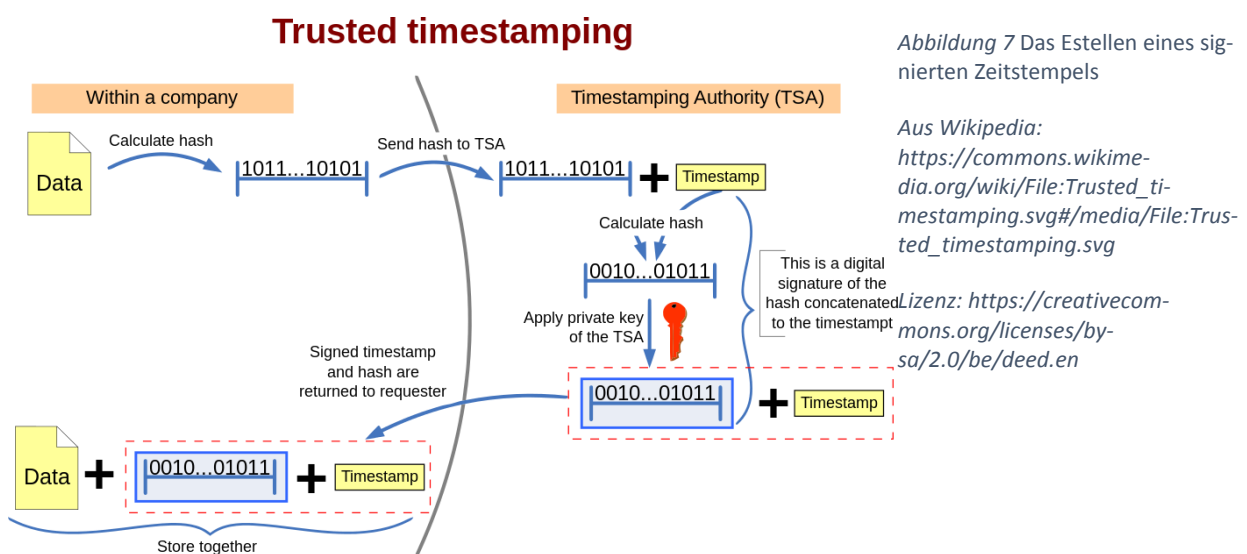 Trusted timestamping
Within a company
Timestamping Authority (TSA)
Data
Calculate hash
1011...10101
Send hash to TSA
1011...10101
+
Timestamp
Calculate hash
0010...01011
Apply private key
of the TSA
This is a digital
signature of the
hash concatenated
to the timestampt
0010...01011
+
Timestamp
Signed timestamp
and hash are
returned to requester
Data
+
0010...01011
+
Timestamp
Store together
Abbildung 7 Das Estellen eines sig-
nierten Zeitstempels
Aus Wikipedia:
https://commons.wikime-
dia.org/wiki/File:Trusted_ti-
mestamping.svg#/media/File:Trus-
ted_timestamping.svg
Lizenz: https://creativecom-
mons.org/licenses/by-
sa/2.0/be/deed.en